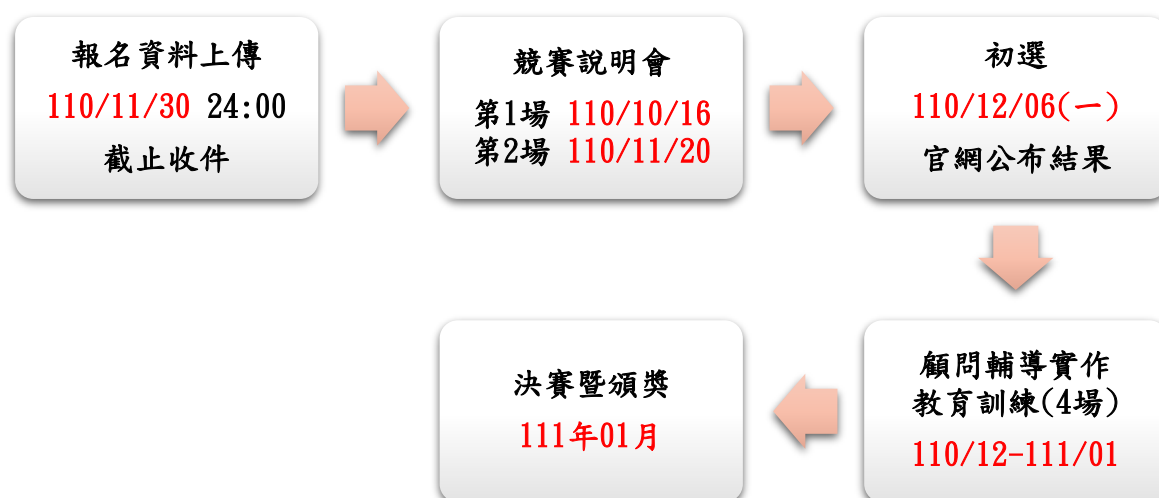 報名資料上傳
110/11/30 24:00
截止收件
競賽說明會
第1場 110/10/16
第2場 110/11/20
初選
110/12/06(一)
官網公布結果
顧問輔導實作
教育訓練(4場)
110/12-111/01
決賽暨頒獎
111年01月